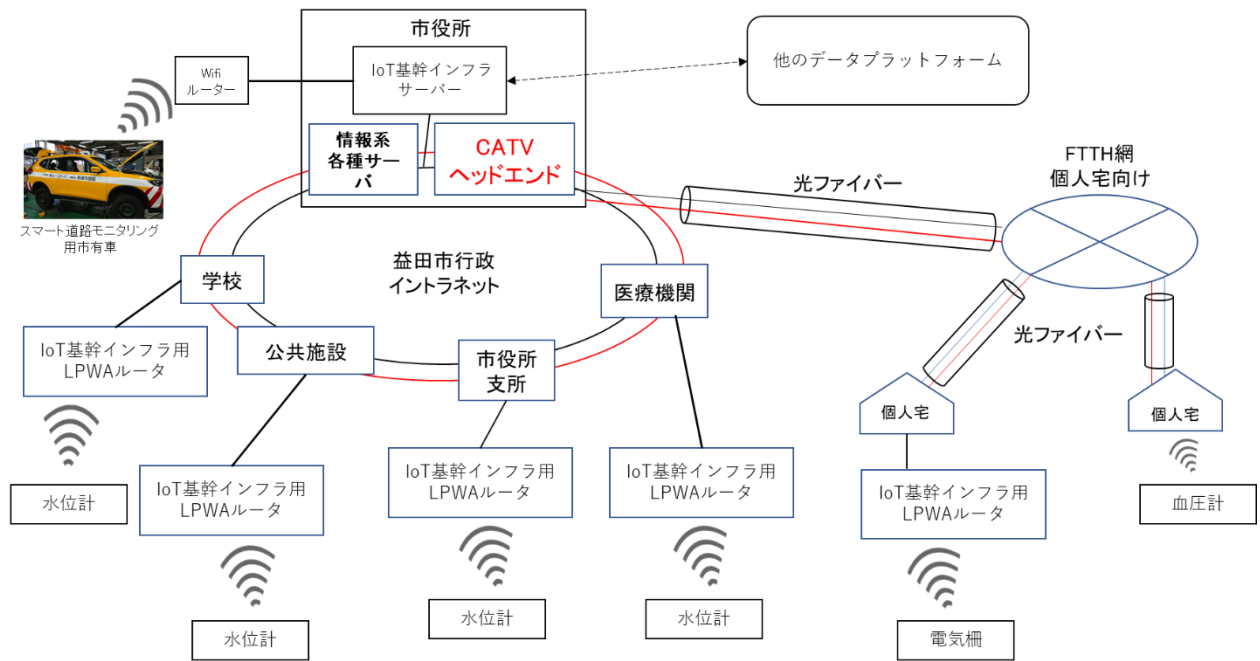 市役所
IoT基幹インフラ
サーバー
他のデータプラットフォーム
Wifi
ルーター
情報系
各種サー
バ
CATV
ヘッドエンド
FTTH網
個人宅向け
光ファイバー
スマート道路モニタリング
用市有車
益田市行政
イントラネット
学校
医療機関
光ファイバー
IoT基幹インフラ用
LPWAルータ
公共施設
市役所
支所
個人宅
個人宅
IoT基幹インフラ用
LPWAルータ
IoT基幹インフラ用
LPWAルータ
IoT基幹インフラ用
LPWAルータ
IoT基幹インフラ用
LPWAルータ
水位計
血圧計
水位計
水位計
水位計
電気柵